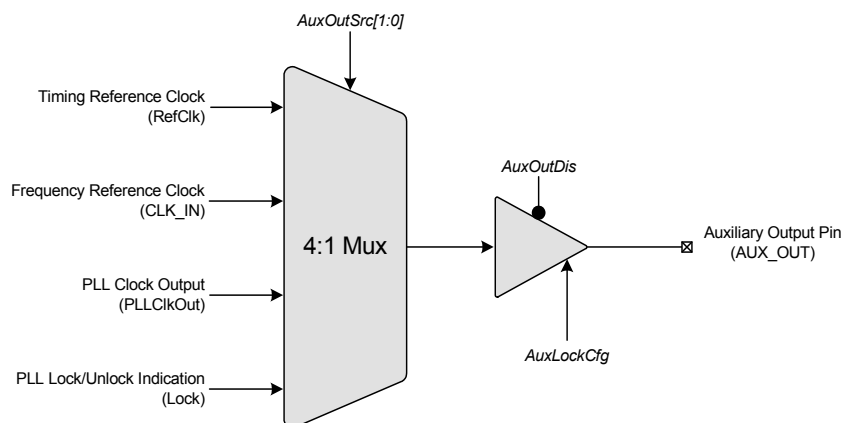 AuxOutSrc[1:0]
Timing Reference Clock
(RefClk)
Frequency Reference Clock
(CLK_IN)
PLL Clock Output
(PLLClkOut)
PLL Lock/Unlock Indication
(Lock)
4:1 Mux
AuxOutDis
AuxLockCfg
Auxiliary Output Pin
(AUX_OUT)